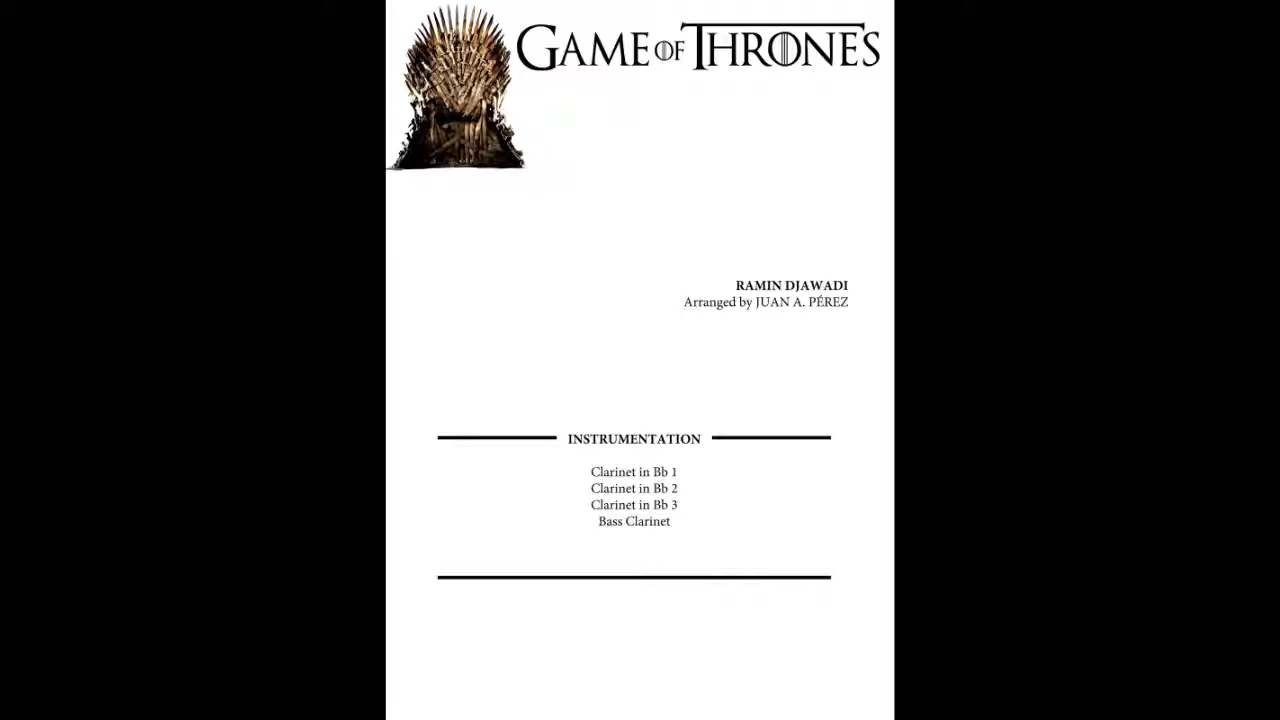 GAME OF THRONES
RAMIN DJAWADI
Arranged by JUAN A. PÉREZ
INSTRUMENTATION
Clarinet in Bb 1
Clarinet in Bb 2
Clarinet in Bb 3
Bass Clarinet